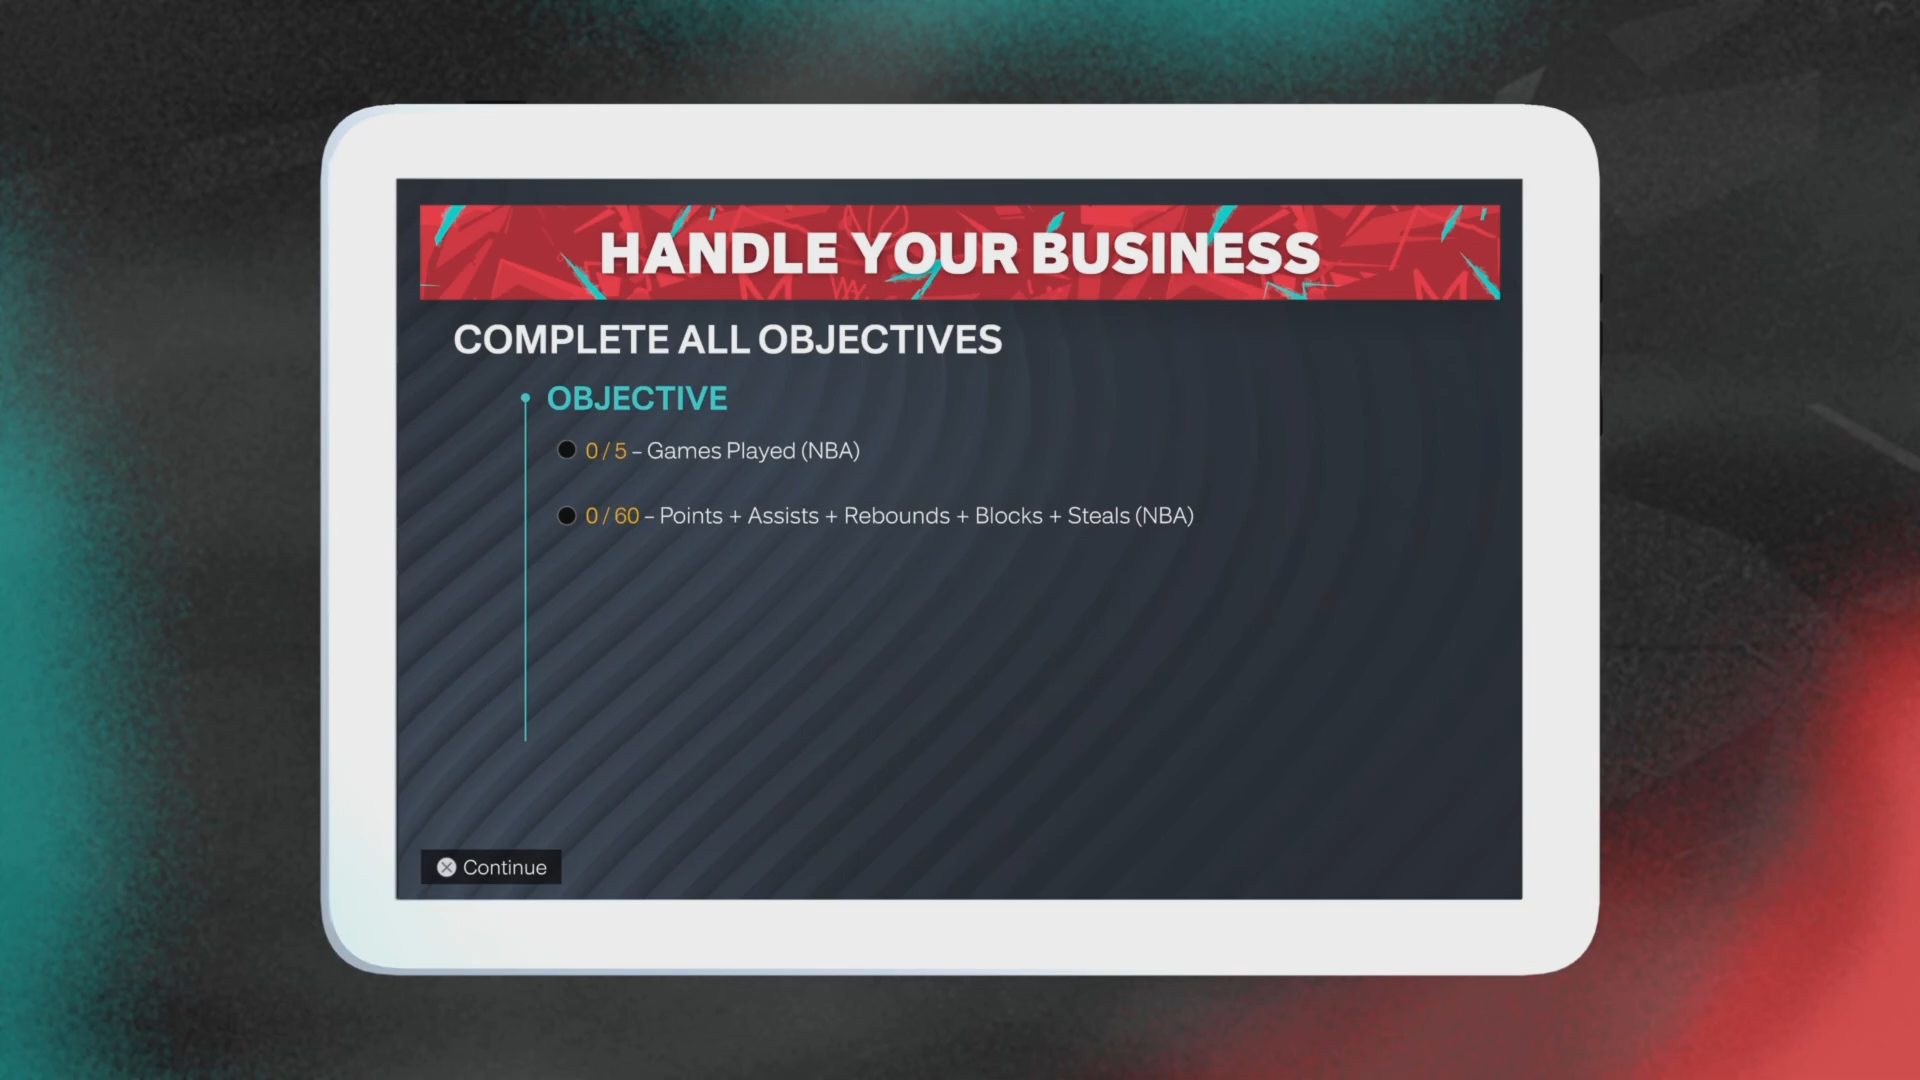 HANDLE YOUR BUSINESS
COMPLETE ALL OBJECTIVES
OBJECTIVE
0 / 5 – Games Played (NBA)
0 / 60 – Points + Assists + Rebounds + Blocks + Steals (NBA)
Continue